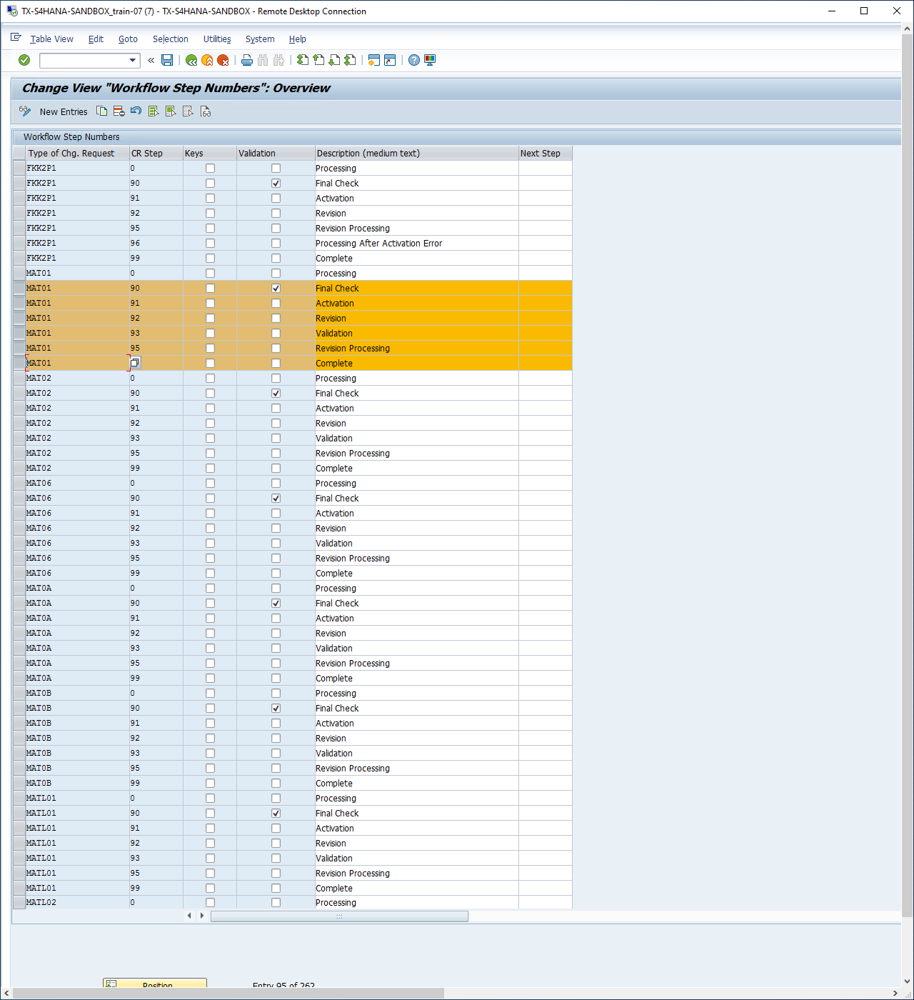 TX-S4HANA-SANDBOX_train-07 (7) - TX-S4HANA-SANDBOX - Remote Desktop Connection
Table View Edit Goto Selection Utilities System Help
Change View "Workflow Step Numbers": Overview
New Entries
Workflow Step Numbers
Type of Chg. Request CR Step Keys Validation Description (medium text) Next Step
FKK2P1 0 Processing
FKK2P1 90 Final Check
FKK2P1 91 Activation
FKK2P1 92 Revision
FKK2P1 95 Revision Processing
FKK2P1 96 Processing After Activation Error
FKK2P1 99 Complete
MAT01 0 Processing
MAT01 90 Final Check
MAT01 91 Activation
MAT01 92 Revision
MAT01 93 Validation
MAT01 95 Revision Processing
MAT01 Complete
MAT02 0 Processing
MAT02 90 Final Check
MAT02 91 Activation
MAT02 92 Revision
MAT02 93 Validation
MAT02 95 Revision Processing
MAT02 99 Complete
MAT06 0 Processing
MAT06 90 Final Check
MAT06 91 Activation
MAT06 92 Revision
MAT06 93 Validation
MAT06 95 Revision Processing
MAT06 99 Complete
MAT0A 0 Processing
MAT0A 90 Final Check
MAT0A 91 Activation
MAT0A 92 Revision
MAT0A 93 Validation
MAT0A 95 Revision Processing
MAT0A 99 Complete
MAT0B 0 Processing
MAT0B 90 Final Check
MAT0B 91 Activation
MAT0B 92 Revision
MAT0B 93 Validation
MAT0B 95 Revision Processing
MAT0B 99 Complete
MATL01 0 Processing
MATL01 90 Final Check
MATL01 91 Activation
MATL01 92 Revision
MATL01 93 Validation
MATL01 95 Revision Processing
MATL01 99 Complete
MATL02 0 Processing
Position Entry 95 of 262